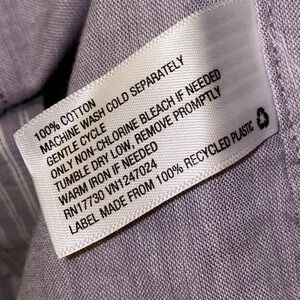 100% COTTON
MACHINE WASH COLD SEPARATELY
GENTLE CYCLE
ONLY NON-CHLORINE BLEACH IF NEEDED
TUMBLE DRY LOW, REMOVE PROMPTLY
WARM IRON IF NEEDED
RN17730 VN1247024
LABEL MADE FROM 100% RECYCLED PLASTIC